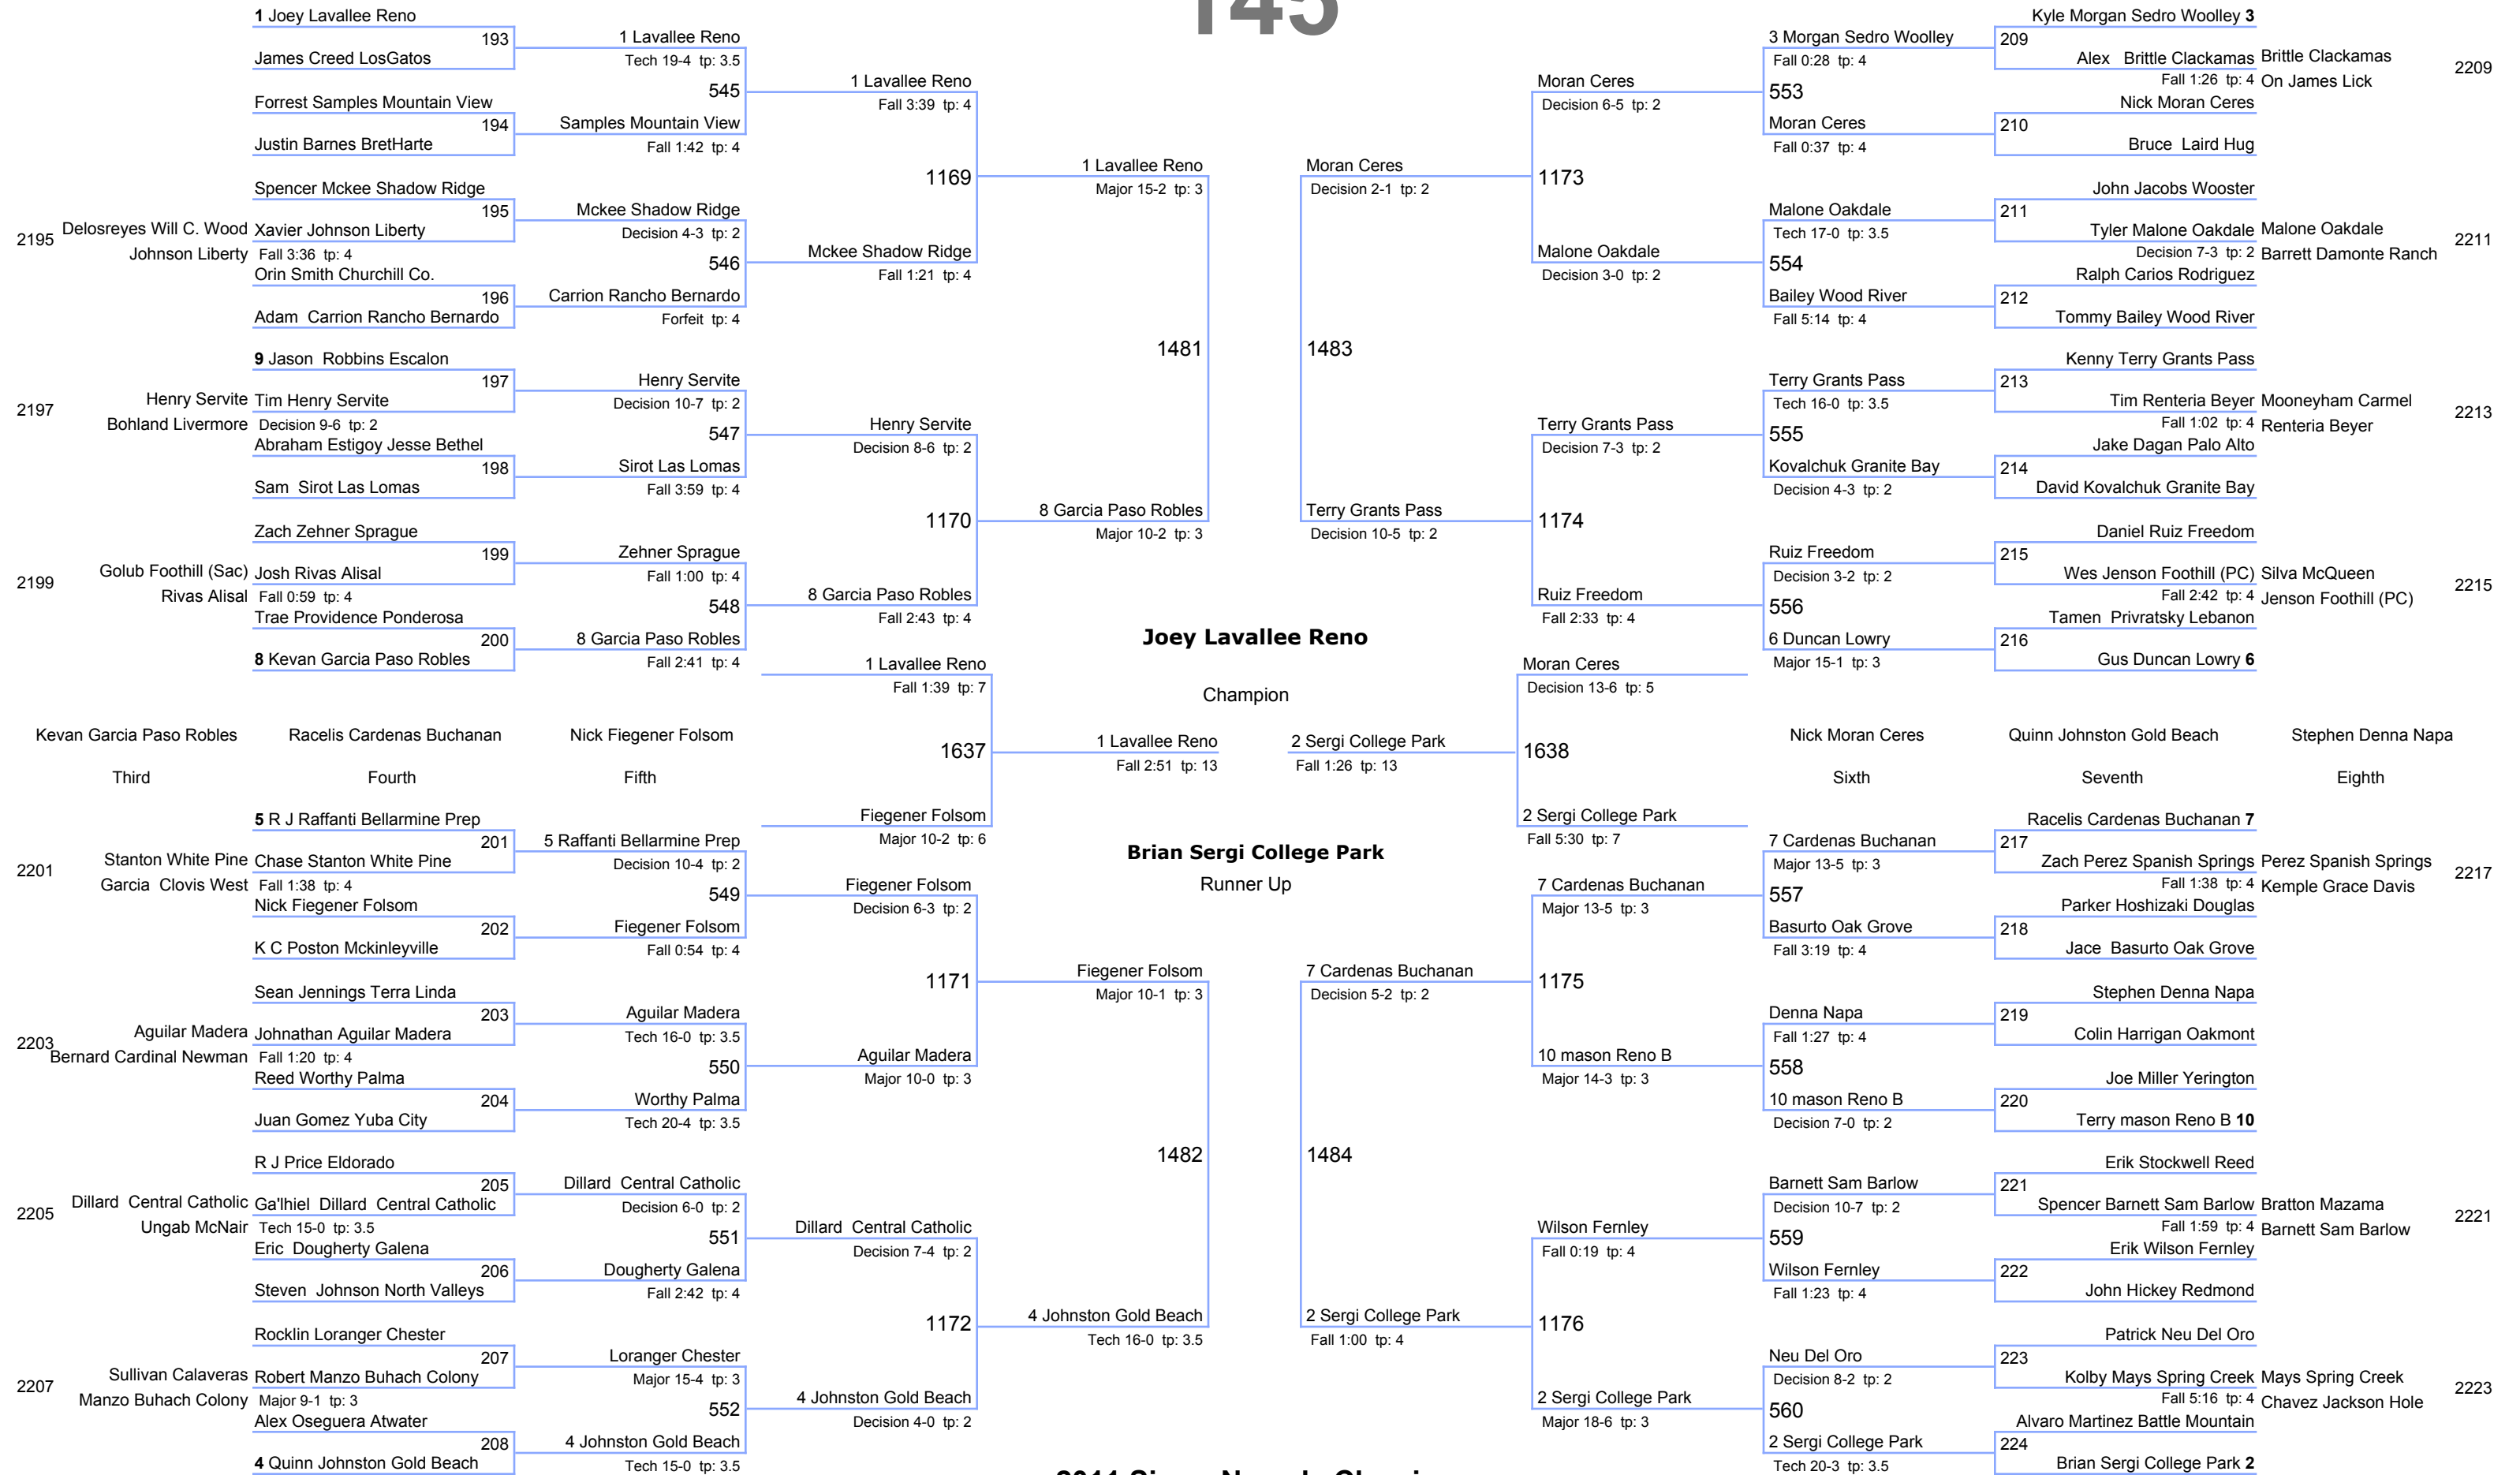 145
1 Joey Lavallee Reno
193
James Creed LosGatos
Forrest Samples Mountain View
194
Justin Barnes BretHarte
Spencer Mckee Shadow Ridge
195
2195
Delosreyes Will C. Wood
Xavier Johnson Liberty
Johnson Liberty
Fall 3:36 tp: 4
Orin Smith Churchill Co.
196
Adam Carrion Rancho Bernardo
9 Jason Robbins Escalon
197
2197
Henry Servite
Tim Henry Servite
Bohland Livermore
Decision 9-6 tp: 2
Abraham Estigoy Jesse Bethel
198
Sam Sirot Las Lomas
Zach Zehner Sprague
199
2199
Golub Foothill (Sac)
Josh Rivas Alisal
Rivas Alisal
Fall 0:59 tp: 4
Trae Providence Ponderosa
200
8 Kevan Garcia Paso Robles
1 Lavallee Reno
Tech 19-4 tp: 3.5
545
Samples Mountain View
Fall 1:42 tp: 4
Mckee Shadow Ridge
Decision 4-3 tp: 2
546
Carrion Rancho Bernardo
Forfeit tp: 4
Henry Servite
Decision 10-7 tp: 2
547
Sirot Las Lomas
Fall 3:59 tp: 4
Zehner Sprague
Fall 1:00 tp: 4
548
8 Garcia Paso Robles
Fall 2:41 tp: 4
1 Lavallee Reno
Fall 3:39 tp: 4
1169
Mckee Shadow Ridge
Fall 1:21 tp: 4
Henry Servite
Decision 8-6 tp: 2
1170
8 Garcia Paso Robles
Fall 2:43 tp: 4
1 Lavallee Reno
Major 15-2 tp: 3
1481
8 Garcia Paso Robles
Major 10-2 tp: 3
Moran Ceres
Decision 2-1 tp: 2
1483
Terry Grants Pass
Decision 10-5 tp: 2
Moran Ceres
Decision 6-5 tp: 2
1173
Malone Oakdale
Decision 3-0 tp: 2
Terry Grants Pass
Decision 7-3 tp: 2
1174
Ruiz Freedom
Fall 2:33 tp: 4
3 Morgan Sedro Woolley
Fall 0:28 tp: 4
553
Moran Ceres
Fall 0:37 tp: 4
Malone Oakdale
Tech 17-0 tp: 3.5
554
Bailey Wood River
Fall 5:14 tp: 4
Terry Grants Pass
Tech 16-0 tp: 3.5
555
Kovalchuk Granite Bay
Decision 4-3 tp: 2
Ruiz Freedom
Decision 3-2 tp: 2
556
6 Duncan Lowry
Major 15-1 tp: 3
Kyle Morgan Sedro Woolley 3
209
Alex Brittle Clackamas
Brittle Clackamas
2209
Fall 1:26 tp: 4
On James Lick
Nick Moran Ceres
210
Bruce Laird Hug
John Jacobs Wooster
211
Tyler Malone Oakdale
Malone Oakdale
2211
Decision 7-3 tp: 2
Barrett Damonte Ranch
Ralph Carios Rodriguez
212
Tommy Bailey Wood River
Kenny Terry Grants Pass
213
Tim Renteria Beyer
Mooneyham Carmel
2213
Fall 1:02 tp: 4
Renteria Beyer
Jake Dagan Palo Alto
214
David Kovalchuk Granite Bay
Daniel Ruiz Freedom
215
Wes Jenson Foothill (PC)
Silva McQueen
2215
Fall 2:42 tp: 4
Jenson Foothill (PC)
Tamen Privratsky Lebanon
216
Gus Duncan Lowry 6
Joey Lavallee Reno
Champion
1 Lavallee Reno
Fall 1:39 tp: 7
1637
Fiegener Folsom
Major 10-2 tp: 6
1 Lavallee Reno
Fall 2:51 tp: 13
2 Sergi College Park
Fall 1:26 tp: 13
Moran Ceres
Decision 13-6 tp: 5
1638
2 Sergi College Park
Fall 5:30 tp: 7
Brian Sergi College Park
Runner Up
Kevan Garcia Paso Robles
Third
Racelis Cardenas Buchanan
Fourth
Nick Fiegener Folsom
Fifth
Nick Moran Ceres
Sixth
Quinn Johnston Gold Beach
Seventh
Stephen Denna Napa
Eighth
5 R J Raffanti Bellarmine Prep
201
2201
Stanton White Pine
Chase Stanton White Pine
Garcia Clovis West
Fall 1:38 tp: 4
Nick Fiegener Folsom
202
K C Poston Mckinleyville
Sean Jennings Terra Linda
203
2203
Aguilar Madera
Johnathan Aguilar Madera
Bernard Cardinal Newman
Fall 1:20 tp: 4
Reed Worthy Palma
204
Juan Gomez Yuba City
R J Price Eldorado
205
2205
Dillard Central Catholic
Ga'lhiel Dillard Central Catholic
Ungab McNair
Tech 15-0 tp: 3.5
Eric Dougherty Galena
206
Steven Johnson North Valleys
Rocklin Loranger Chester
207
2207
Sullivan Calaveras
Robert Manzo Buhach Colony
Manzo Buhach Colony
Major 9-1 tp: 3
Alex Oseguera Atwater
208
4 Quinn Johnston Gold Beach
5 Raffanti Bellarmine Prep
Decision 10-4 tp: 2
549
Fiegener Folsom
Fall 0:54 tp: 4
Aguilar Madera
Tech 16-0 tp: 3.5
550
Worthy Palma
Tech 20-4 tp: 3.5
Dillard Central Catholic
Decision 6-0 tp: 2
551
Dougherty Galena
Fall 2:42 tp: 4
Loranger Chester
Major 15-4 tp: 3
552
4 Johnston Gold Beach
Tech 15-0 tp: 3.5
Fiegener Folsom
Decision 6-3 tp: 2
1171
Aguilar Madera
Major 10-0 tp: 3
Dillard Central Catholic
Decision 7-4 tp: 2
1172
4 Johnston Gold Beach
Decision 4-0 tp: 2
Fiegener Folsom
Major 10-1 tp: 3
1482
4 Johnston Gold Beach
Tech 16-0 tp: 3.5
7 Cardenas Buchanan
Decision 5-2 tp: 2
1484
2 Sergi College Park
Fall 1:00 tp: 4
7 Cardenas Buchanan
Major 13-5 tp: 3
1175
10 mason Reno B
Major 14-3 tp: 3
Wilson Fernley
Fall 0:19 tp: 4
1176
2 Sergi College Park
Major 18-6 tp: 3
7 Cardenas Buchanan
Major 13-5 tp: 3
557
Basurto Oak Grove
Fall 3:19 tp: 4
Denna Napa
Fall 1:27 tp: 4
558
10 mason Reno B
Decision 7-0 tp: 2
Barnett Sam Barlow
Decision 10-7 tp: 2
559
Wilson Fernley
Fall 1:23 tp: 4
Neu Del Oro
Decision 8-2 tp: 2
560
2 Sergi College Park
Tech 20-3 tp: 3.5
Racelis Cardenas Buchanan 7
217
Zach Perez Spanish Springs
Perez Spanish Springs
2217
Fall 1:38 tp: 4
Kemple Grace Davis
Parker Hoshizaki Douglas
218
Jace Basurto Oak Grove
Stephen Denna Napa
219
Colin Harrigan Oakmont
Joe Miller Yerington
220
Terry mason Reno B 10
Erik Stockwell Reed
221
Spencer Barnett Sam Barlow
Bratton Mazama
2221
Fall 1:59 tp: 4
Barnett Sam Barlow
Erik Wilson Fernley
222
John Hickey Redmond
Patrick Neu Del Oro
223
Kolby Mays Spring Creek
Mays Spring Creek
2223
Fall 5:16 tp: 4
Chavez Jackson Hole
Alvaro Martinez Battle Mountain
224
Brian Sergi College Park 2